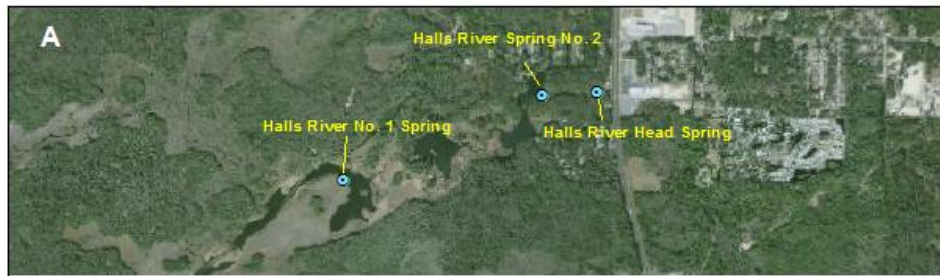 A
Halls River Spring No. 2
Halls River No. 1 Spring
Halls River Head Spring